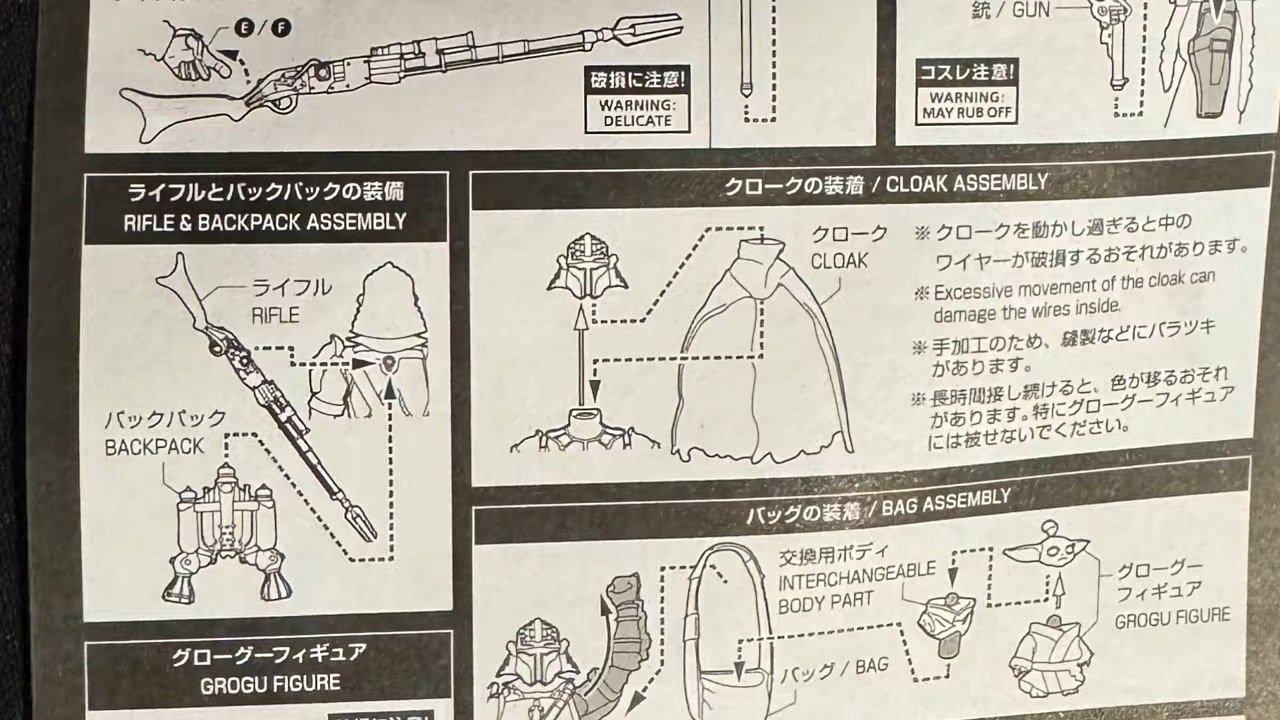 E / F
破損に注意!
WARNING:
DELICATE
銃 / GUN
コスレ注意!
WARNING:
MAY RUB OFF
ライフルとバックパックの装備
RIFLE & BACKPACK ASSEMBLY
ライフル
RIFLE
バックパック
BACKPACK
クロークの装着 / CLOAK ASSEMBLY
クローク
CLOAK
※ クロークを動かし過ぎると中の
ワイヤーが破損するおそれがあります。
※ Excessive movement of the cloak can
damage the wires inside.
※ 手加工のため、縫製などにバラツキ
があります。
※ 長時間接し続けると、色が移るおそれ
があります。特にグローグーフィギュア
には被せないでください。
バッグの装着 / BAG ASSEMBLY
交換用ボディ
INTERCHANGEABLE
BODY PART
バッグ / BAG
グローグー
フィギュア
GROGU FIGURE
グローグーフィギュア
GROGU FIGURE